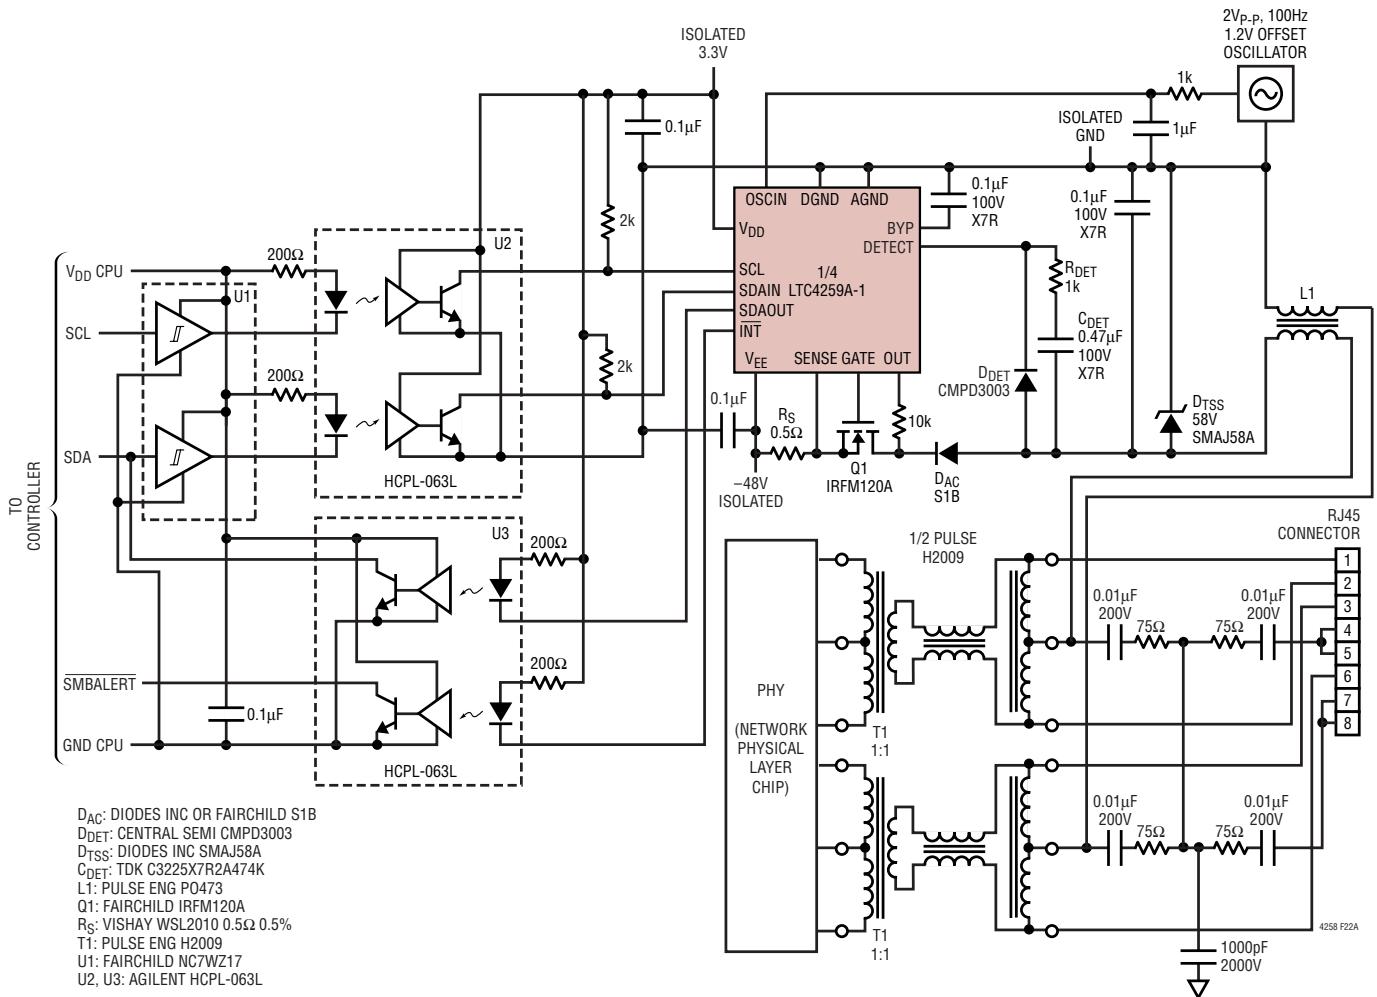 2VP-P, 100Hz
1.2V OFFSET
OSCILLATOR
ISOLATED
3.3V
1k
ISOLATED
GND
1µF
0.1µF
2k
OSCIN DGND AGND
VDD
BYP
DETECT
SCL
1/4
SDAIN LTC4259A-1
SDAOUT
INT
VEE SENSE GATE OUT
0.1µF
100V
X7R
0.1µF
100V
X7R
RDET
1k
CDET
0.47µF
100V
X7R
DDET
CMPD3003
L1
DTSS
58V
SMAJ58A
TO
CONTROLLER
VDD CPU
200Ω
U2
U1
SCL
200Ω
SDA
HCPL-063L
2k
0.1µF
RS
0.5Ω
10k
Q1
IRFM120A
DAC
S1B
–48V
ISOLATED
U3
200Ω
200Ω
SMBALERT
0.1µF
GND CPU
HCPL-063L
1/2 PULSE
H2009
RJ45
CONNECTOR
1
2
3
4
5
6
7
8
0.01µF
200V
75Ω
75Ω
0.01µF
200V
PHY
(NETWORK
PHYSICAL
LAYER
CHIP)
T1
1:1
0.01µF
200V
75Ω
75Ω
0.01µF
200V
T1
1:1
1000pF
2000V
4258 F22A
DAC: DIODES INC OR FAIRCHILD S1B
DDET: CENTRAL SEMI CMPD3003
DTSS: DIODES INC SMAJ58A
CDET: TDK C3225X7R2A474K
L1: PULSE ENG PO473
Q1: FAIRCHILD IRFM120A
RS: VISHAY WSL2010 0.5Ω 0.5%
T1: PULSE ENG H2009
U1: FAIRCHILD NC7WZ17
U2, U3: AGILENT HCPL-063L